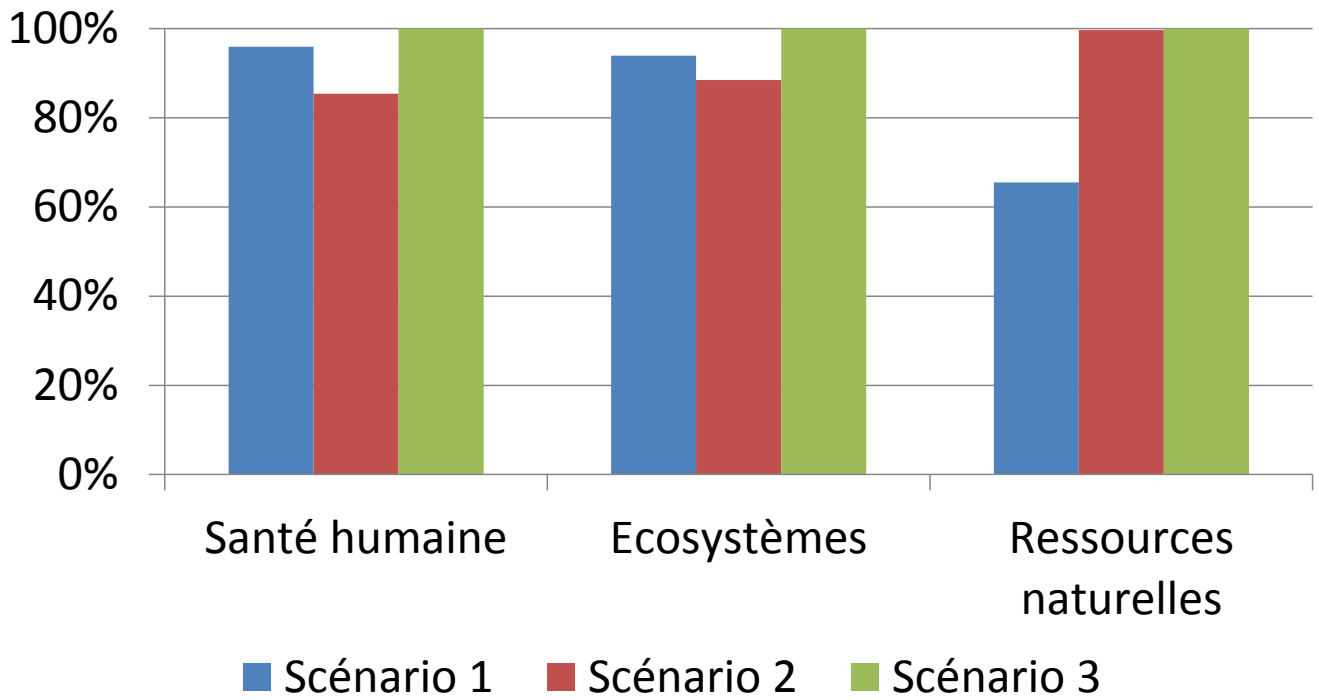 100%
80%
60%
40%
20%
0%
Santé humaine
Ecosystèmes
Ressources
naturelles
Scénario 1 Scénario 2 Scénario 3